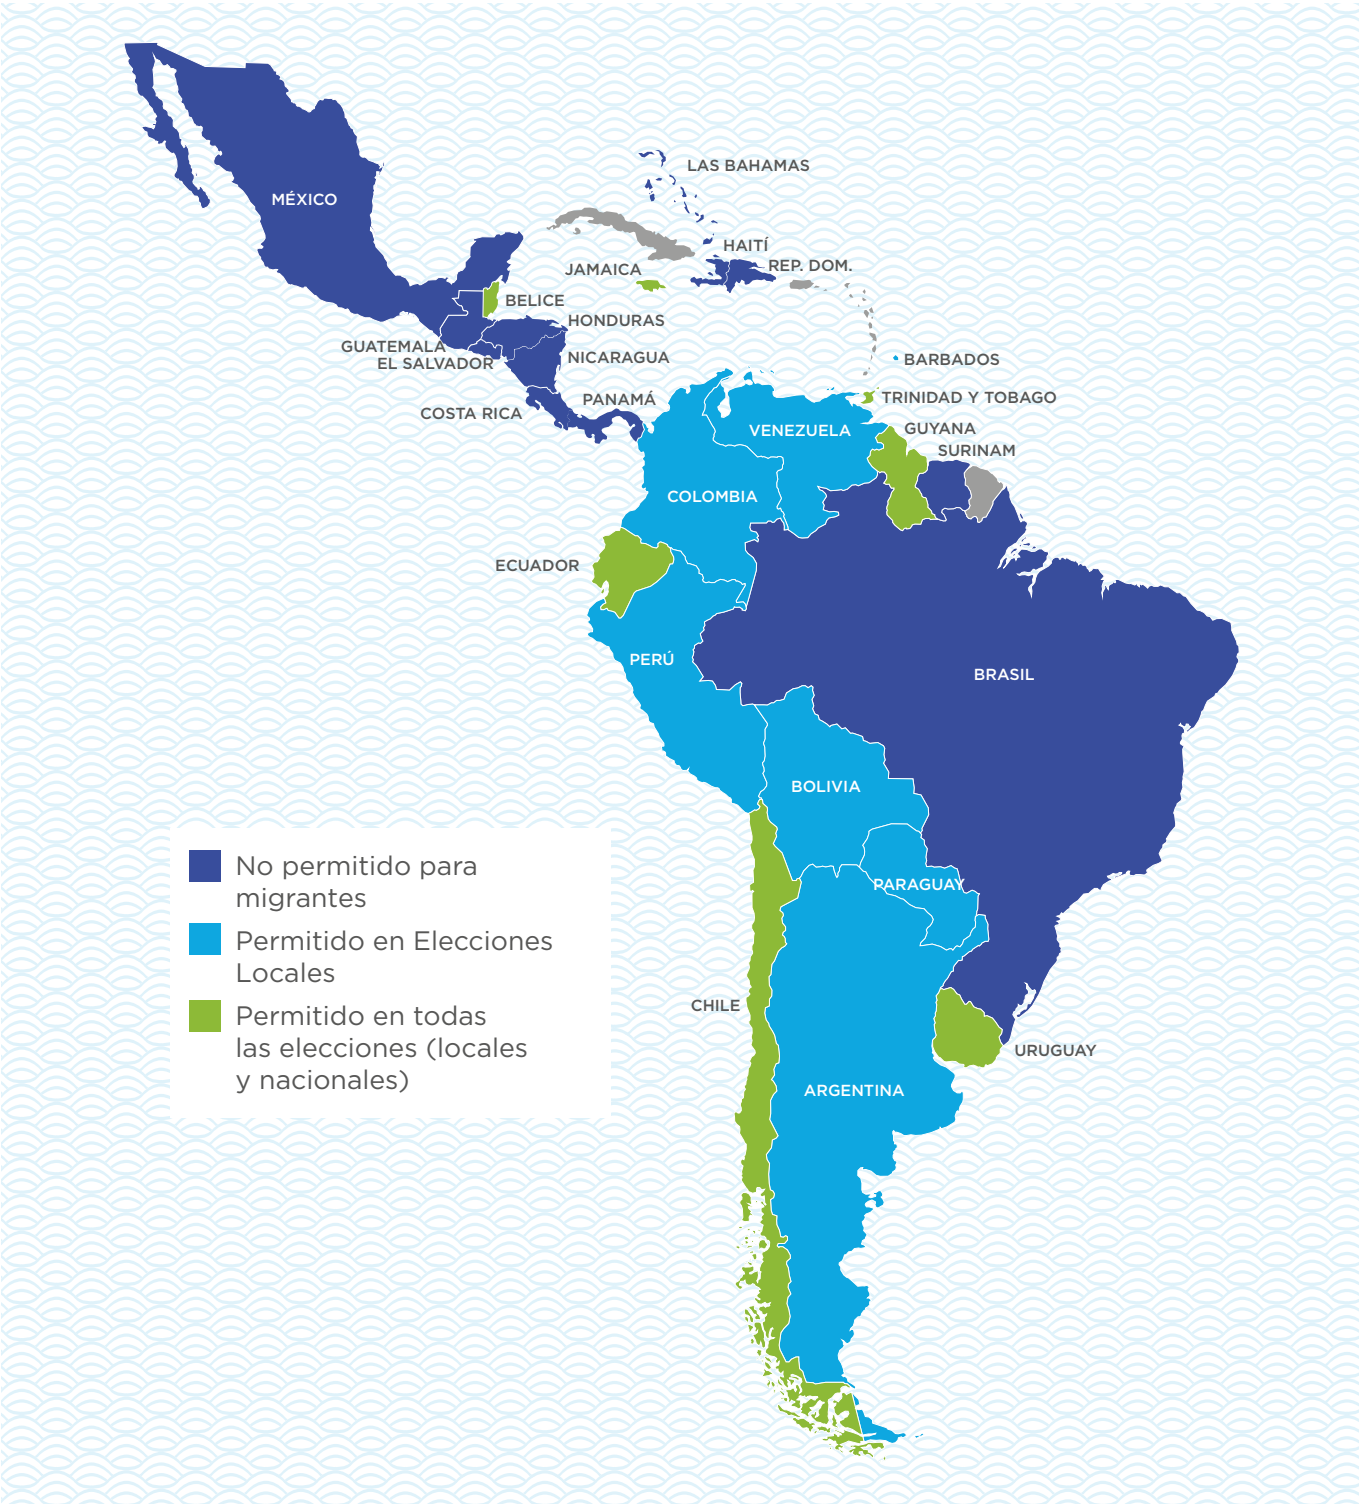 LAS BAHAMAS
MÉXICO
HAITÍ
REP. DOM.
JAMAICA
BELICE
HONDURAS
GUATEMALA
EL SALVADOR
NICARAGUA
BARBADOS
PANAMÁ
TRINIDAD Y TOBAGO
COSTA RICA
GUYANA
VENEZUELA
SURINAM
COLOMBIA
ECUADOR
PERÚ
BRASIL
BOLIVIA
PARAGUAY
CHILE
URUGUAY
ARGENTINA
No permitido para
migrantes
Permitido en Elecciones
Locales
Permitido en todas
las elecciones (locales
y nacionales)